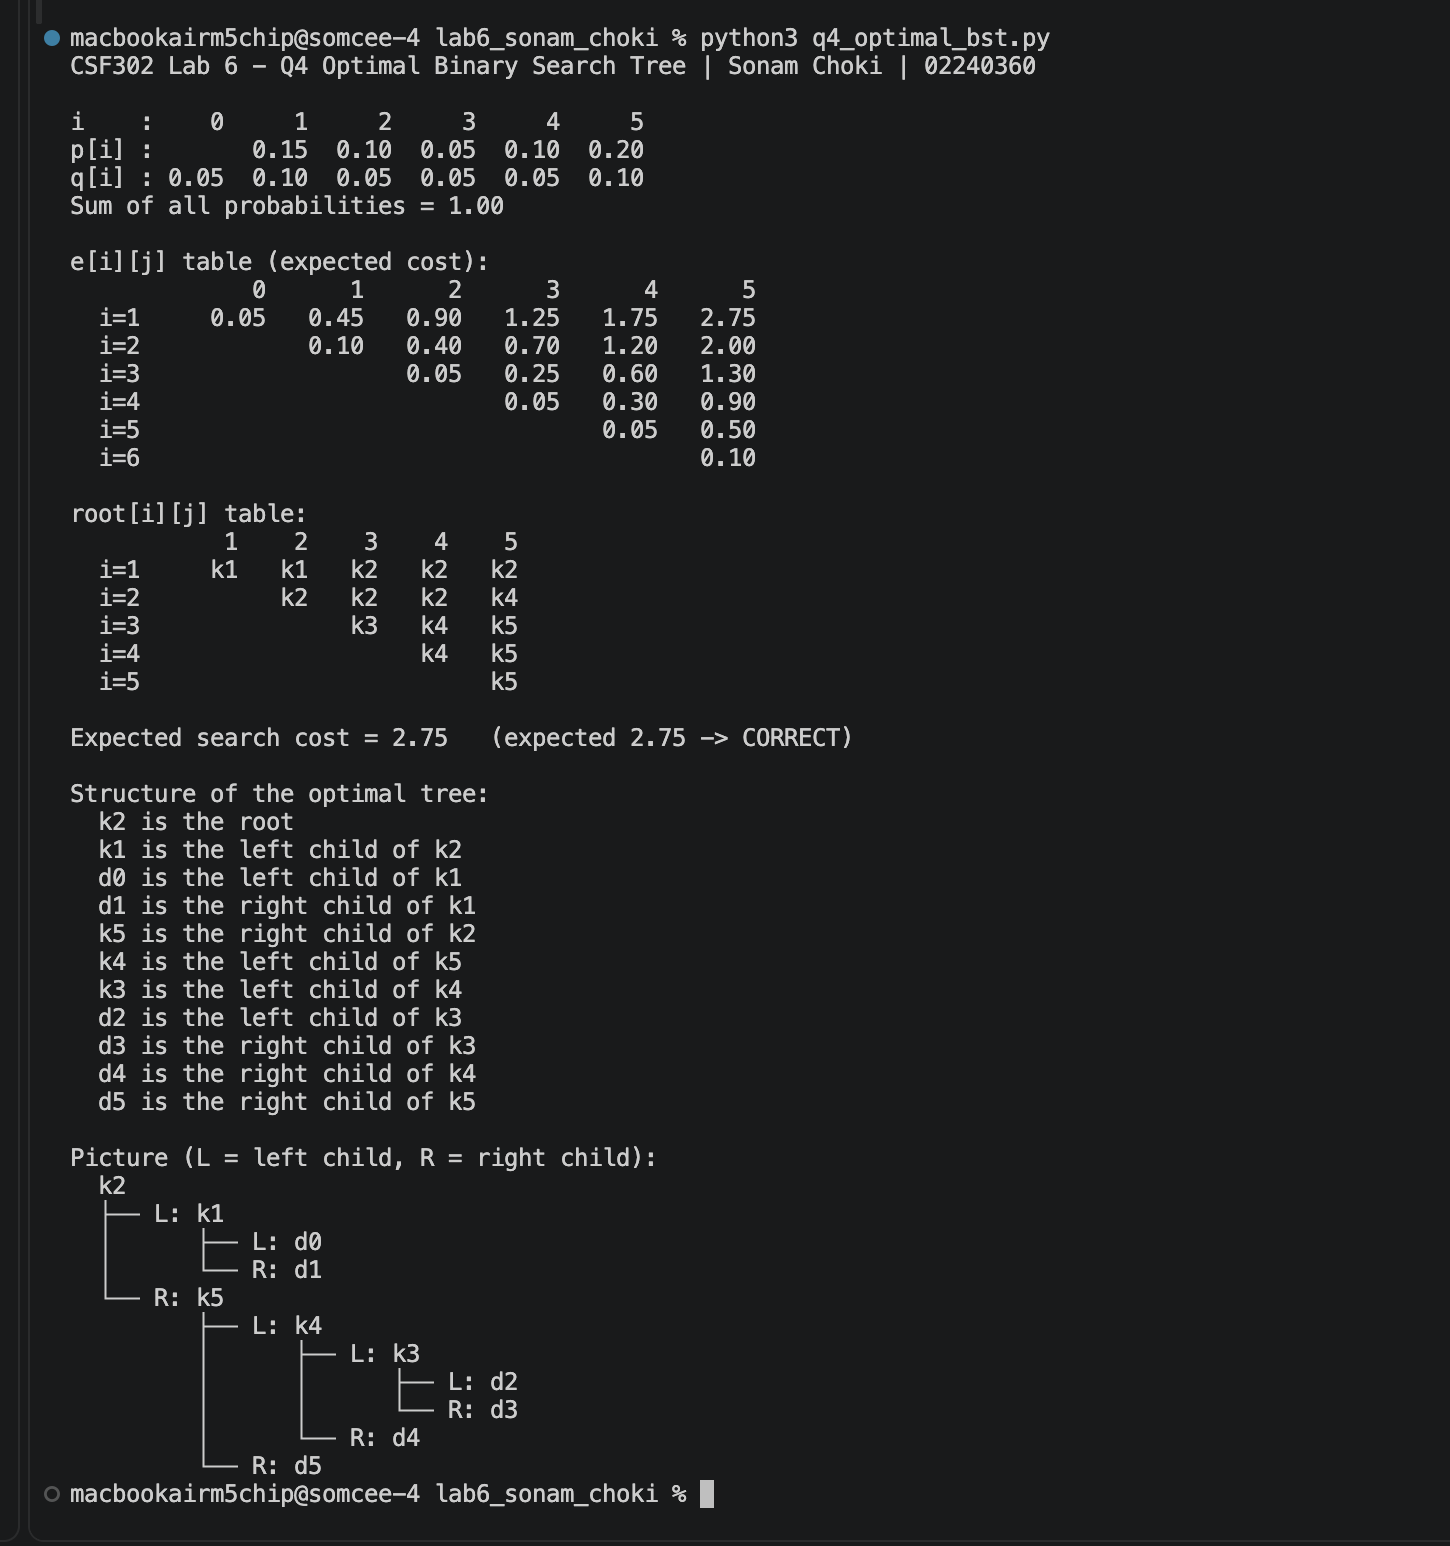 macbookairm5chip@somcee-4 lab6_sonam_choki % python3 q4_optimal_bst.py
CSF302 Lab 6 – Q4 Optimal Binary Search Tree | Sonam Choki | 02240360
i    :    0     1     2     3     4     5
p[i] :       0.15  0.10  0.05  0.10  0.20
q[i] : 0.05  0.10  0.05  0.05  0.05  0.10
Sum of all probabilities = 1.00
e[i][j] table (expected cost):
             0      1      2      3      4      5
  i=1     0.05   0.45   0.90   1.25   1.75   2.75
  i=2            0.10   0.40   0.70   1.20   2.00
  i=3                   0.05   0.25   0.60   1.30
  i=4                          0.05   0.30   0.90
  i=5                                 0.05   0.50
  i=6                                        0.10
root[i][j] table:
           1    2    3    4    5
  i=1     k1   k1   k2   k2   k2
  i=2          k2   k2   k2   k4
  i=3               k3   k4   k5
  i=4                    k4   k5
  i=5                         k5
Expected search cost = 2.75   (expected 2.75 -> CORRECT)
Structure of the optimal tree:
  k2 is the root
  k1 is the left child of k2
  d0 is the left child of k1
  d1 is the right child of k1
  k5 is the right child of k2
  k4 is the left child of k5
  k3 is the left child of k4
  d2 is the left child of k3
  d3 is the right child of k3
  d4 is the right child of k4
  d5 is the right child of k5
Picture (L = left child, R = right child):
  k2
  ├── L: k1
  │      ├── L: d0
  │      └── R: d1
  └── R: k5
         ├── L: k4
         │      ├── L: k3
         │      │      ├── L: d2
         │      │      └── R: d3
         │      └── R: d4
         └── R: d5
macbookairm5chip@somcee-4 lab6_sonam_choki %